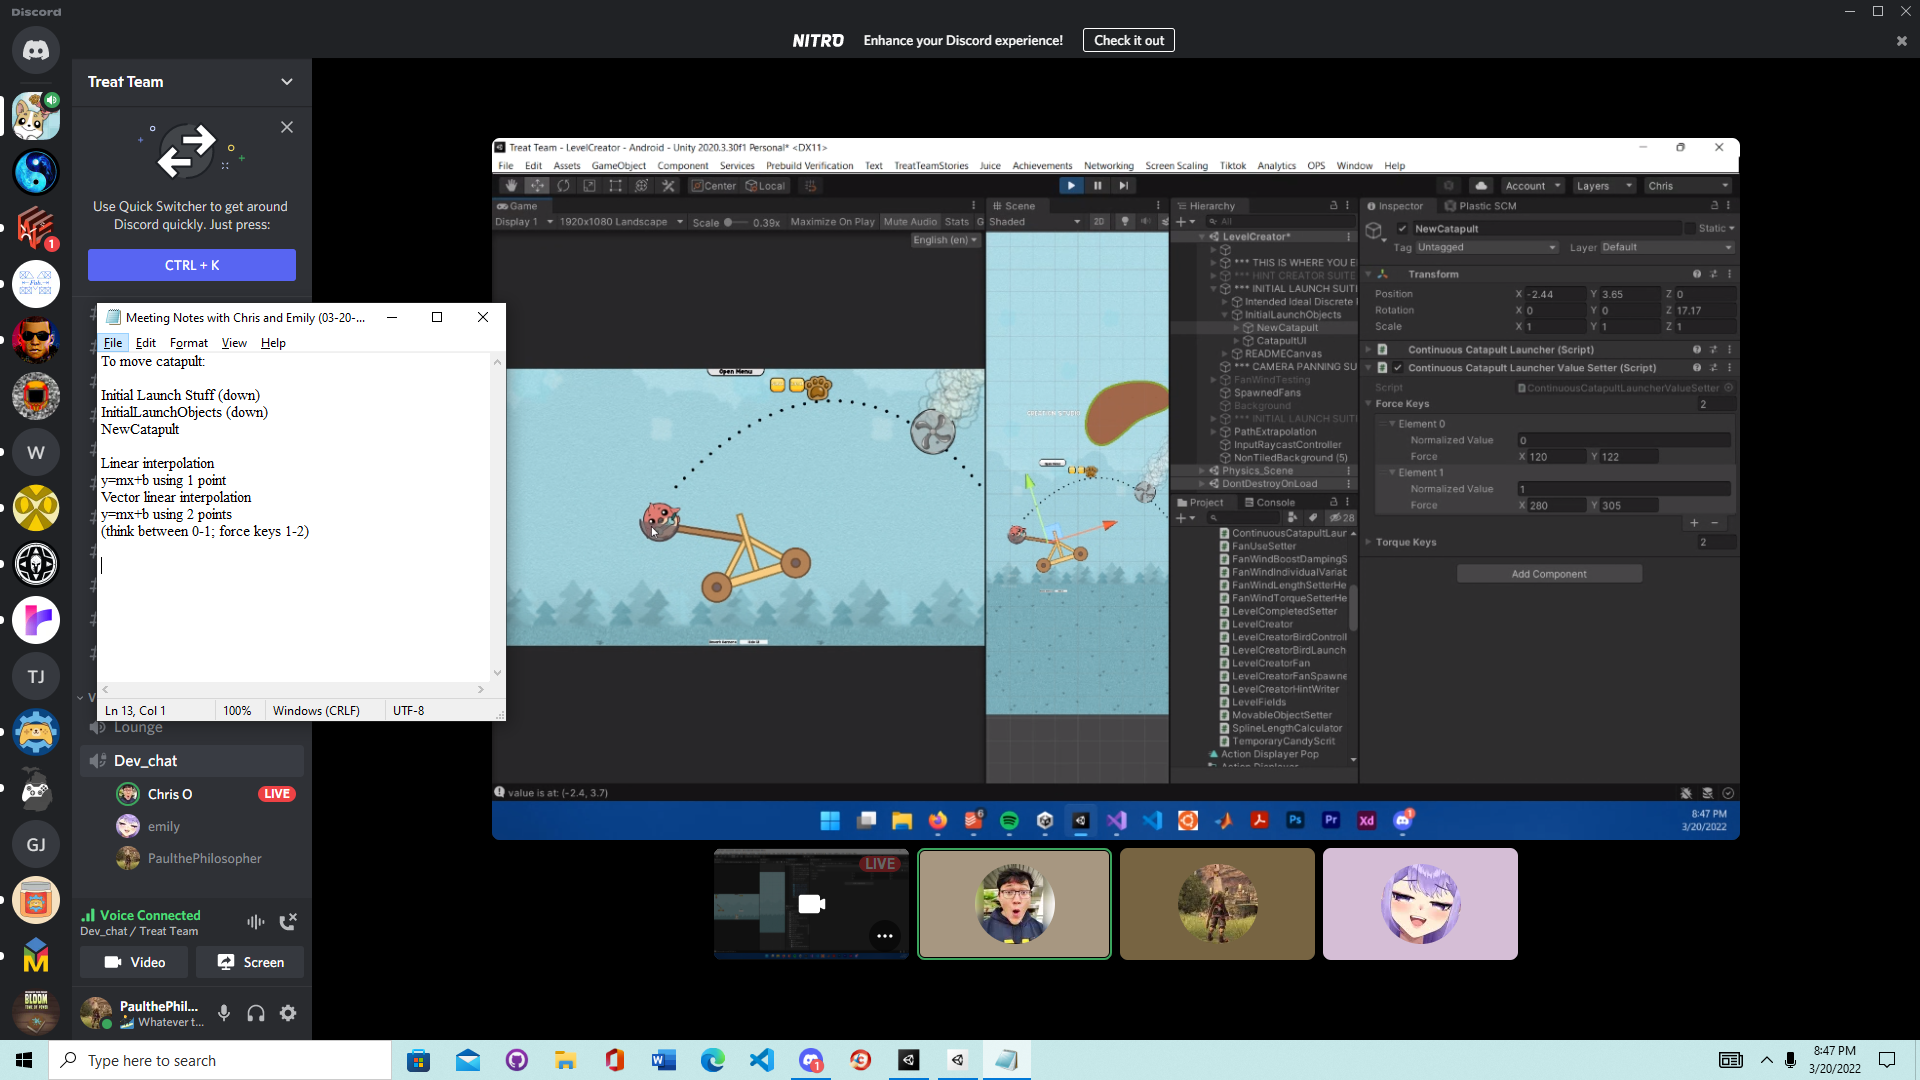 Discord
NITRO Enhance your Discord experience! Check it out
Treat Team
Use Quick Switcher to get around
Discord quickly. Just press:
CTRL + K
Meeting Notes with Chris and Emily (03-20-...
File Edit Format View Help
To move catapult:
Initial Launch Stuff (down)
InitialLaunchObjects (down)
NewCatapult
Linear interpolation
y=mx+b using 1 point
Vector linear interpolation
y=mx+b using 2 points
(think between 0-1; force keys 1-2)
Ln 13, Col 1 100% Windows (CRLF) UTF-8
Lounge
Dev_chat
Chris O LIVE
emily
PaulthePhilosopher
Voice Connected
Dev_chat / Treat Team
Video Screen
PaulthePhil...
Whatever t...
W
TJ
GJ
1
Treat Team - LevelCreator - Android - Unity 2020.3.30f1 Personal* <DX11>
File Edit Assets GameObject Component Services Prebuild Verification Text TreatTeamStories Juice Achievements Networking Screen Scaling Tiktok Analytics OPS Window Help
Center Local Account Layers Chris
Game
Display 1 1920x1080 Landscape Scale 0.39x Maximize On Play Mute Audio Stats G
English (en)
Open Menu
Scene
Shaded 2D
Hierarchy
All
LevelCreator*
*** THIS IS WHERE YOU E
*** HINT CREATOR SUITE
*** INITIAL LAUNCH SUIT
Intended Ideal Discrete
InitialLaunchObjects
NewCatapult
CatapultUI
READMECanvas
*** CAMERA PANNING SU
FanWindTesting
SpawnedFans
Background
*** INITIAL LAUNCH SUIT
PathExtrapolation
InputRaycastController
NonTiledBackground (5)
Physics_Scene
DontDestroyOnLoad
Project Console
28
ContinuousCatapultLaur
FanUseSetter
FanWindBoostDampingS
FanWindIndividualVariat
FanWindLengthSetterHe
FanWindTorqueSetterHe
LevelCompletedSetter
LevelCreator
LevelCreatorBirdControll
LevelCreatorBirdLaunch
LevelCreatorFan
LevelCreatorFanSpawne
LevelCreatorHintWriter
LevelFields
MovableObjectSetter
SplineLengthCalculator
TemporaryCandyScrit
Action Displayer Pop
Inspector Plastic SCM
NewCatapult Static
Tag Untagged Layer Default
Transform
Position X -2.44 Y 3.65 Z 0
Rotation X 0 Y 0 Z 17.17
Scale X 1 Y 1 Z 1
Continuous Catapult Launcher (Script)
Continuous Catapult Launcher Value Setter (Script)
Script ContinuousCatapultLauncherValueSetter
Force Keys 2
Element 0
Normalized Value 0
Force X 120 Y 122
Element 1
Normalized Value 1
Force X 280 Y 305
Torque Keys 2
Add Component
value is at: (-2.4, 3.7)
Ps Pr Xd
8:47 PM
3/20/2022
LIVE
Type here to search
8:47 PM
3/20/2022